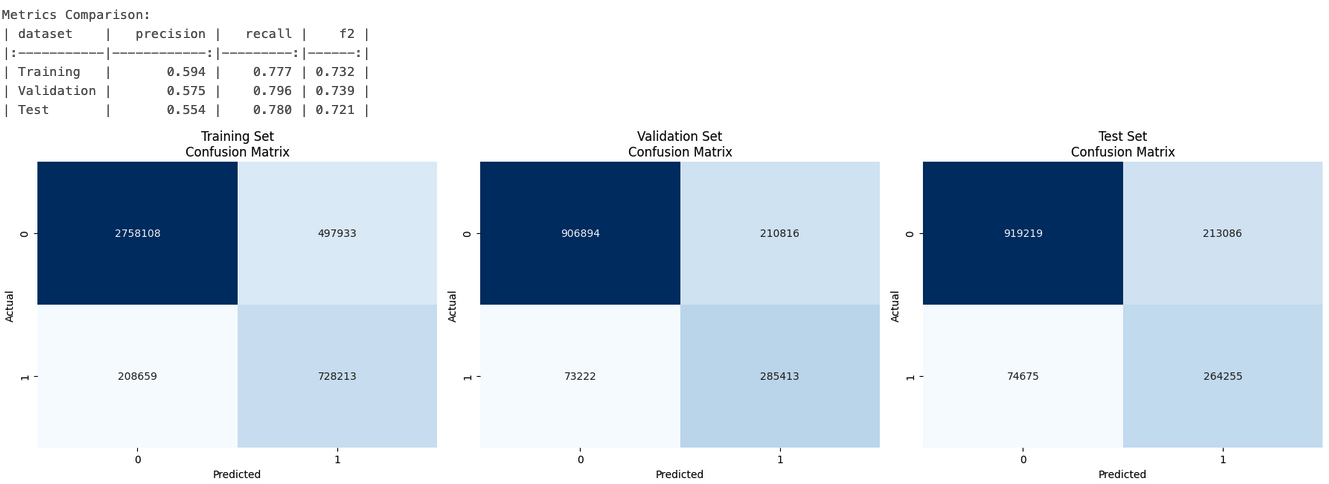 Metrics Comparison:
| dataset    |   precision |   recall |    f2 |
|:-----------|------------:|---------:|------:|
| Training   |       0.594 |    0.777 | 0.732 |
| Validation |       0.575 |    0.796 | 0.739 |
| Test       |       0.554 |    0.780 | 0.721 |
Training Set
Confusion Matrix
Actual
0
2758108
497933
1
208659
728213
0
1
Predicted
Validation Set
Confusion Matrix
Actual
0
906894
210816
1
73222
285413
0
1
Predicted
Test Set
Confusion Matrix
Actual
0
919219
213086
1
74675
264255
0
1
Predicted